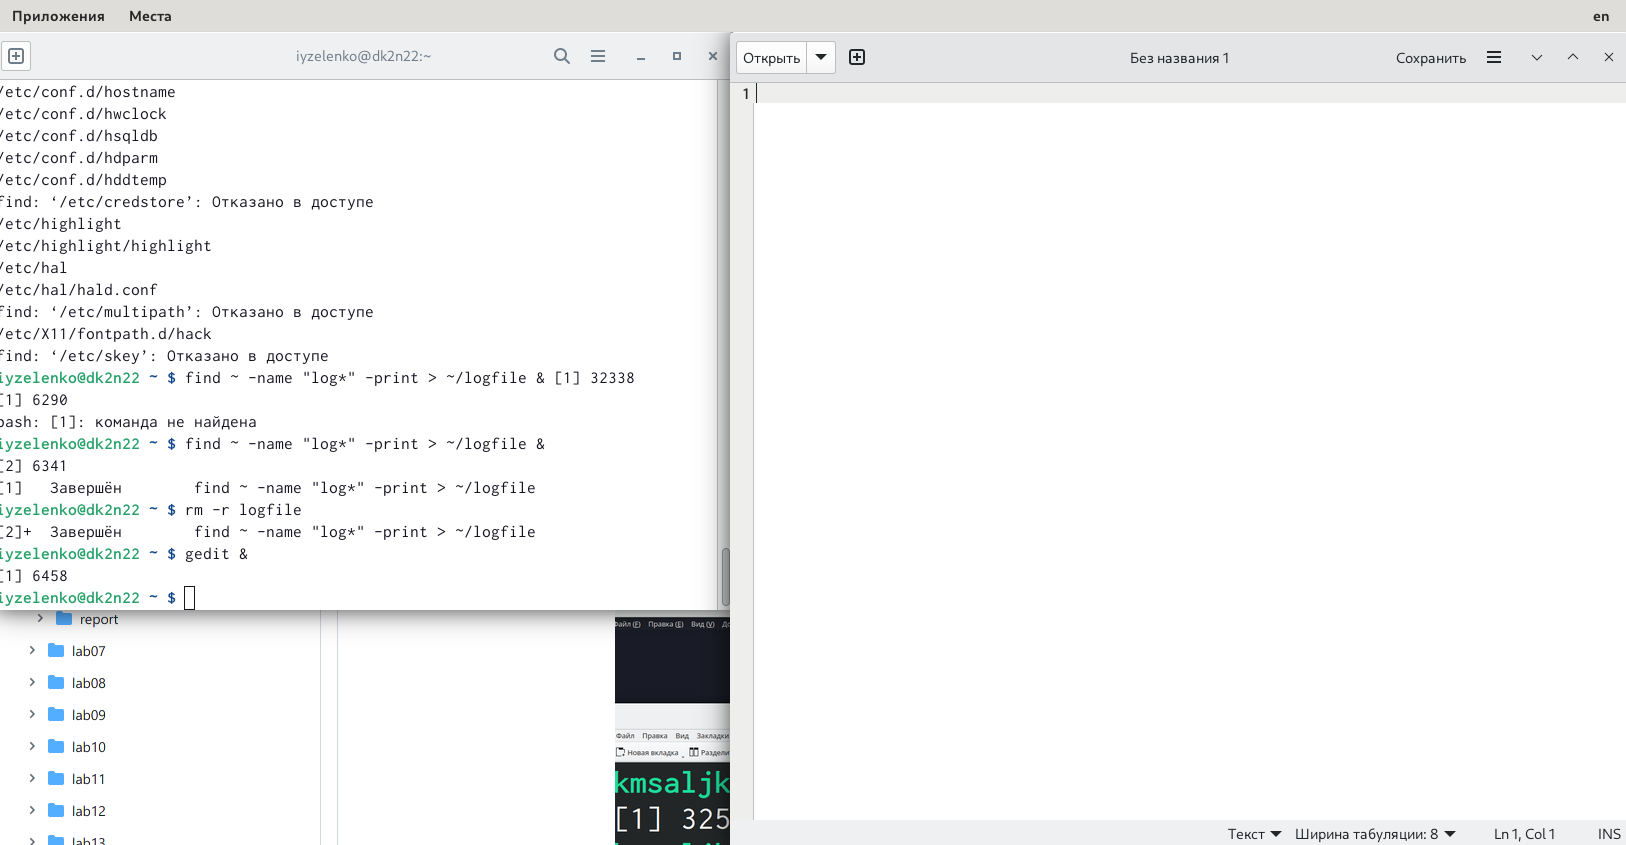 Приложения Места en
iyzelenko@dk2n22:~
/etc/conf.d/hostname
/etc/conf.d/hwclock
/etc/conf.d/hsqldb
/etc/conf.d/hdparm
/etc/conf.d/hddtemp
find: ‘/etc/credstore’: Отказано в доступе
/etc/highlight
/etc/highlight/highlight
/etc/hal
/etc/hal/hald.conf
find: ‘/etc/multipath’: Отказано в доступе
/etc/X11/fontpath.d/hack
find: ‘/etc/skey’: Отказано в доступе
iyzelenko@dk2n22 ~ $ find ~ -name "log*" -print > ~/logfile & [1] 32338
[1] 6290
bash: [1]: команда не найдена
iyzelenko@dk2n22 ~ $ find ~ -name "log*" -print > ~/logfile &
[2] 6341
[1]   Завершён        find ~ -name "log*" -print > ~/logfile
iyzelenko@dk2n22 ~ $ rm -r logfile
[2]+  Завершён        find ~ -name "log*" -print > ~/logfile
iyzelenko@dk2n22 ~ $ gedit &
[1] 6458
iyzelenko@dk2n22 ~ $
report
lab07
lab08
lab09
lab10
lab11
lab12
lab13
Файл (F) Правка (E) Вид (V)
Файл Правка Вид Закладки
Новая вкладка
kmsaljk
[1] 325
Открыть Без названия 1 Сохранить
1
Текст Ширина табуляции: 8 Ln 1, Col 1 INS